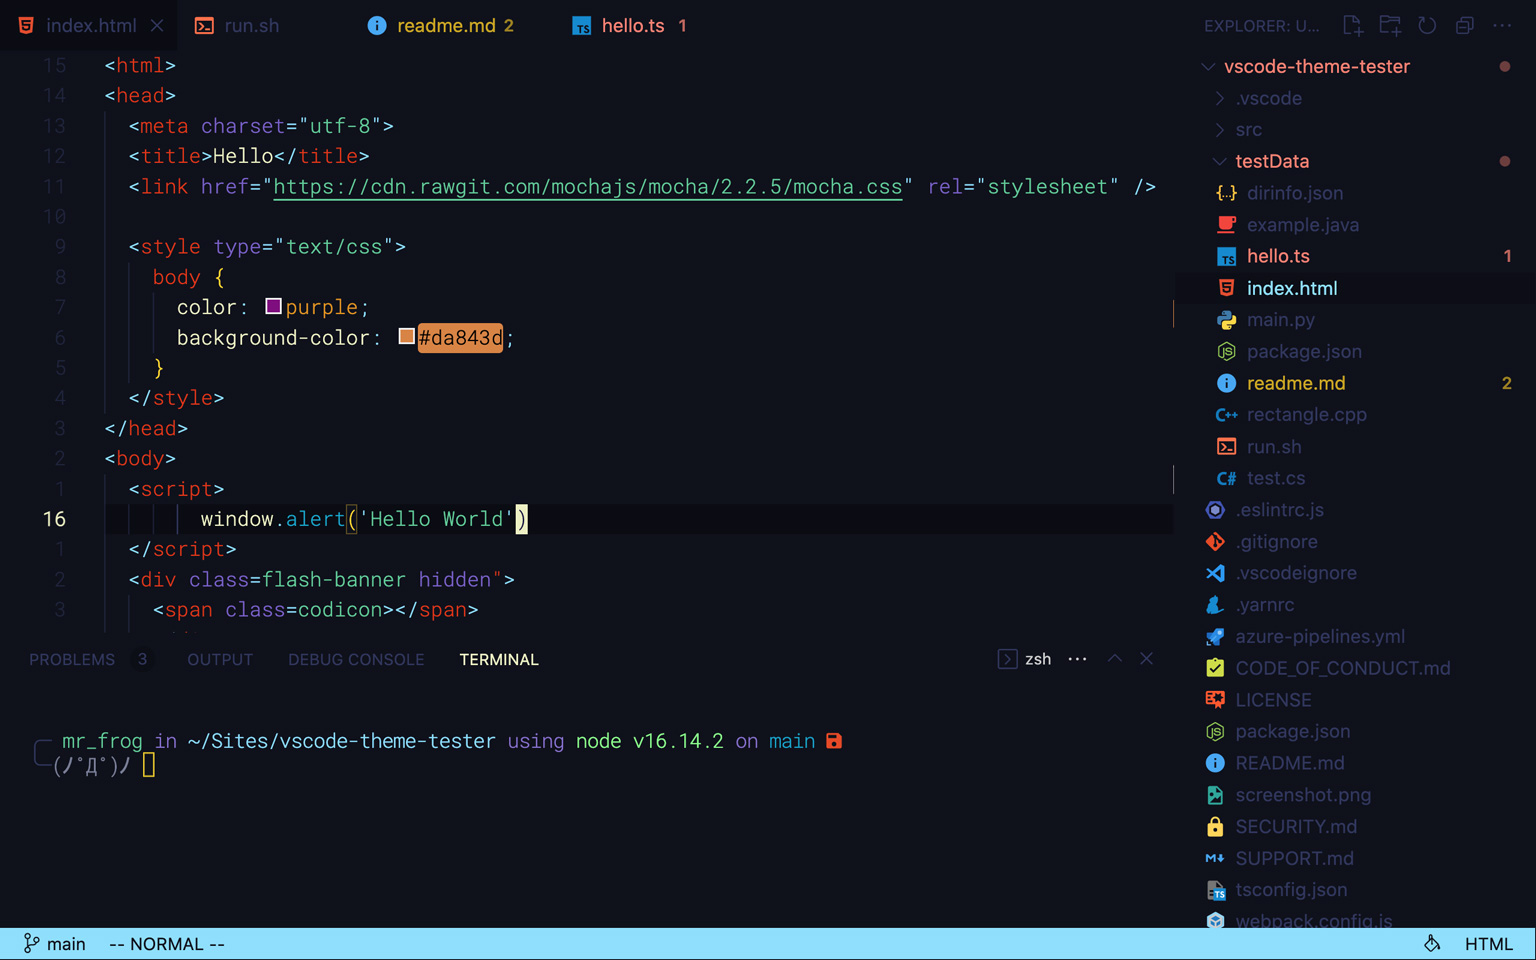 index.html
run.sh
readme.md 2
hello.ts 1
15 <html>
14 <head>
13 <meta charset="utf-8">
12 <title>Hello</title>
11 <link href="https://cdn.rawgit.com/mochajs/mocha/2.2.5/mocha.css" rel="stylesheet" />
10
9 <style type="text/css">
8 body {
7 color: purple;
6 background-color: #da843d;
5 }
4 </style>
3 </head>
2 <body>
1 <script>
16 window.alert('Hello World')
1 </script>
2 <div class=flash-banner hidden">
3 <span class=codicon></span>
PROBLEMS 3 OUTPUT DEBUG CONSOLE TERMINAL
zsh ···
mr_frog in ~/Sites/vscode-theme-tester using node v16.14.2 on main
(ﾉ˚Д˚)ﾉ
EXPLORER: U... ···
vscode-theme-tester
.vscode
src
testData
{..} dirinfo.json
example.java
TS hello.ts 1
index.html
main.py
JS package.json
readme.md 2
C++ rectangle.cpp
run.sh
C# test.cs
.eslintrc.js
.gitignore
.vscodeignore
.yarnrc
azure-pipelines.yml
CODE_OF_CONDUCT.md
LICENSE
JS package.json
README.md
screenshot.png
SECURITY.md
SUPPORT.md
TS tsconfig.json
webpack.config.js
main -- NORMAL --
HTML